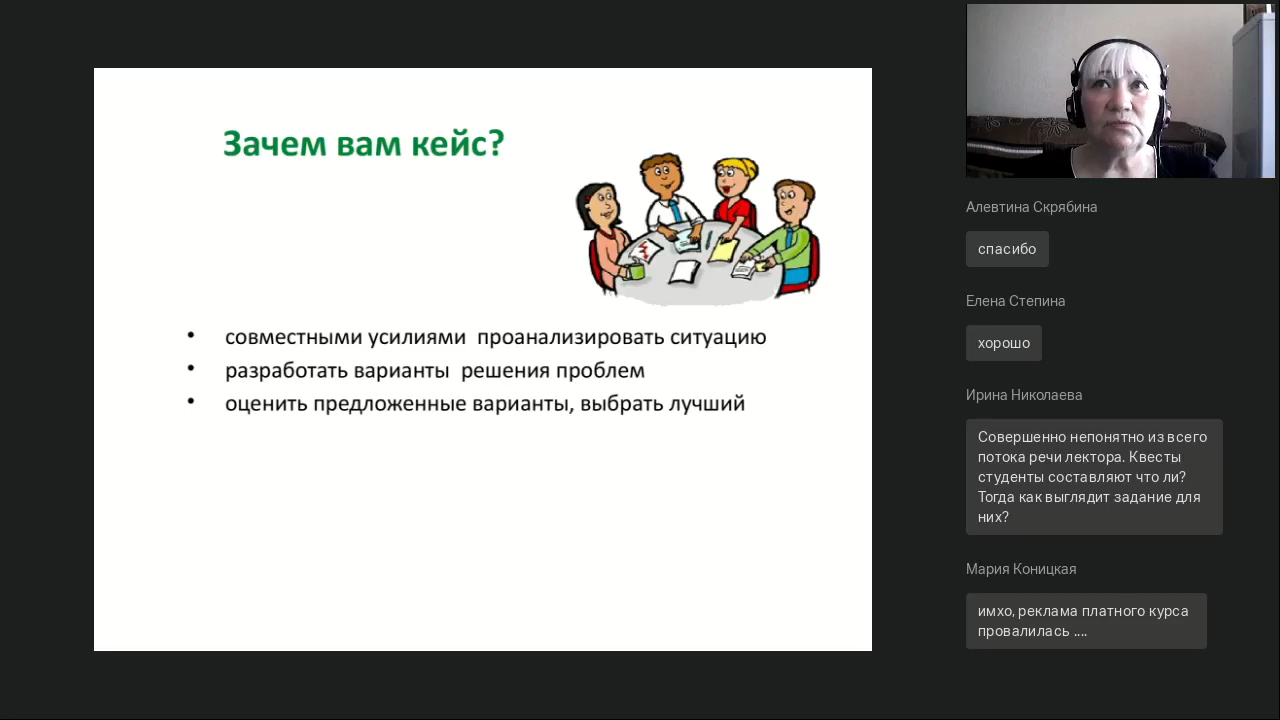 Зачем вам кейс?
• совместными усилиями проанализировать ситуацию
• разработать варианты решения проблем
• оценить предложенные варианты, выбрать лучший
Алевтина Скрябина
спасибо
Елена Степина
хорошо
Ирина Николаева
Совершенно непонятно из всего
потока речи лектора. Квесты
студенты составляют что ли?
Тогда как выглядит задание для
них?
Мария Коницкая
имхо, реклама платного курса
провалилась ....